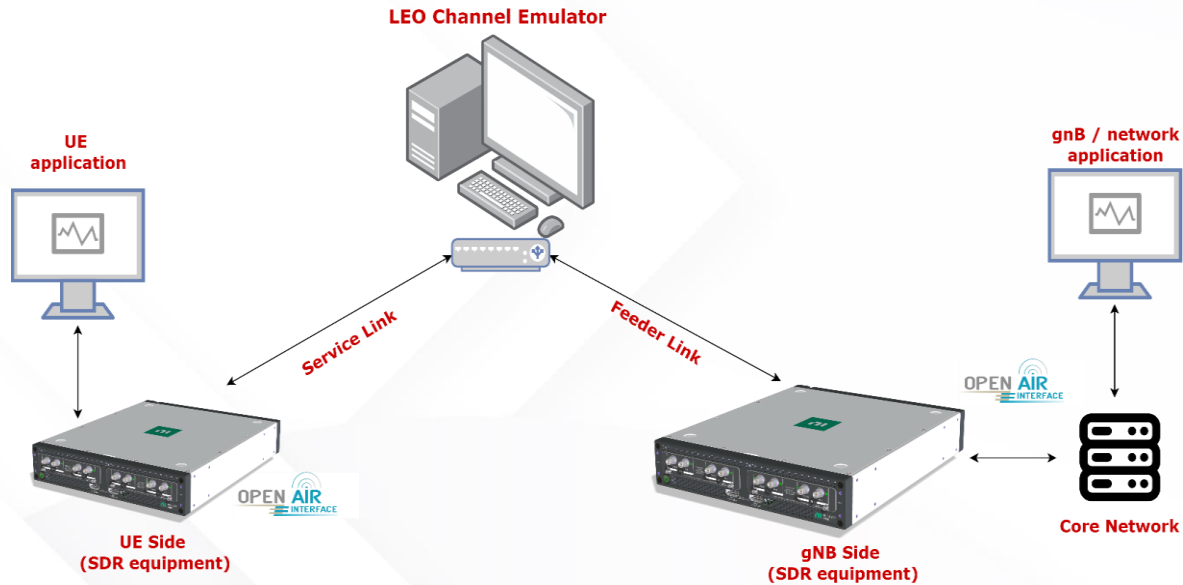 LEO Channel Emulator
UE
application
gnB / network
application
Service Link
Feeder Link
OPEN AIR
INTERFACE
OPEN AIR
INTERFACE
UE Side
(SDR equipment)
gNB Side
(SDR equipment)
Core Network